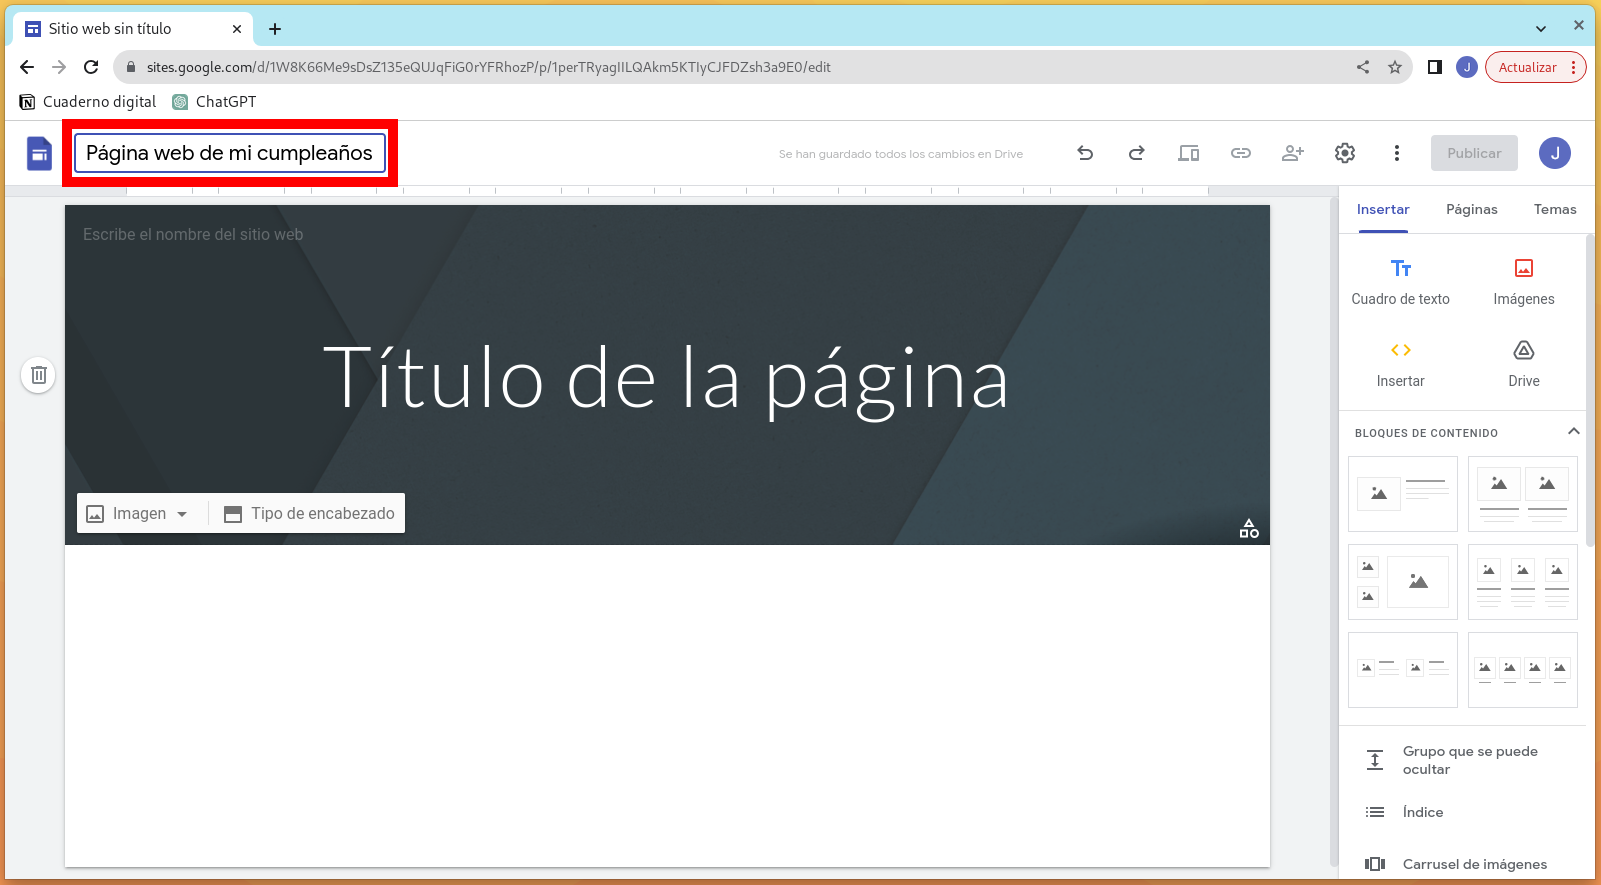 Sitio web sin título
sites.google.com/d/1W8K66Me9sDsZ135eQUJqFiG0rYFRhozP/p/1perTRyagIILQAkm5KTIyCJFDZsh3a9E0/edit
J
Actualizar
Cuaderno digital
ChatGPT
Página web de mi cumpleaños
Se han guardado todos los cambios en Drive
Publicar
J
Insertar
Páginas
Temas
Escribe el nombre del sitio web
Título de la página
Imagen
Tipo de encabezado
Cuadro de texto
Imágenes
Insertar
Drive
BLOQUES DE CONTENIDO
Grupo que se puede
ocultar
Índice
Carrusel de imágenes